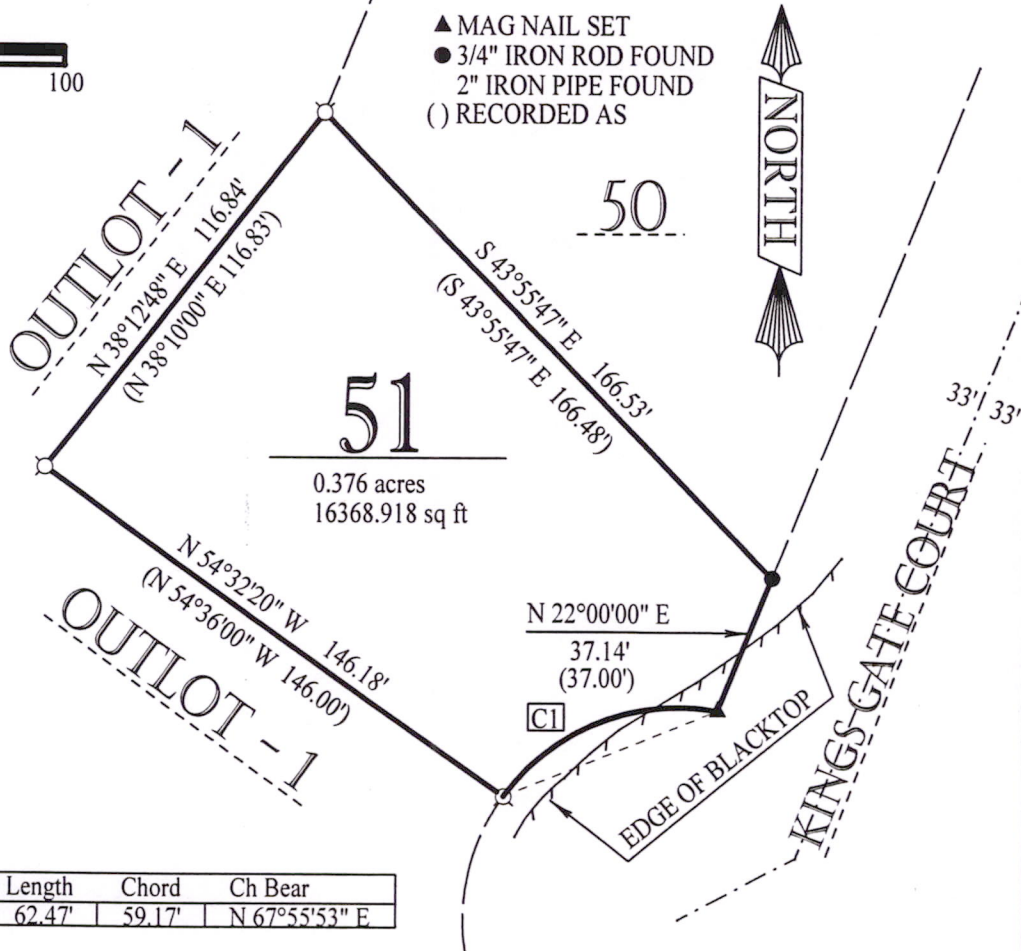 100
▲ MAG NAIL SET
● 3/4" IRON ROD FOUND
2" IRON PIPE FOUND
( ) RECORDED AS
NORTH
OUTLOT - 1
N 38°12'48" E 116.84'
(N 38°10'00" E 116.83')
50
S 43°55'47" E 166.53'
(S 43°55'47" E 166.48')
33' 33'
51
0.376 acres
16368.918 sq ft
N 54°32'20" W 146.18'
(N 54°36'00" W 146.00')
OUTLOT - 1
N 22°00'00" E
37.14'
(37.00')
C1
EDGE OF BLACKTOP
KINGS GATE COURT
Length Chord Ch Bear
62.47' 59.17' N 67°55'53" E